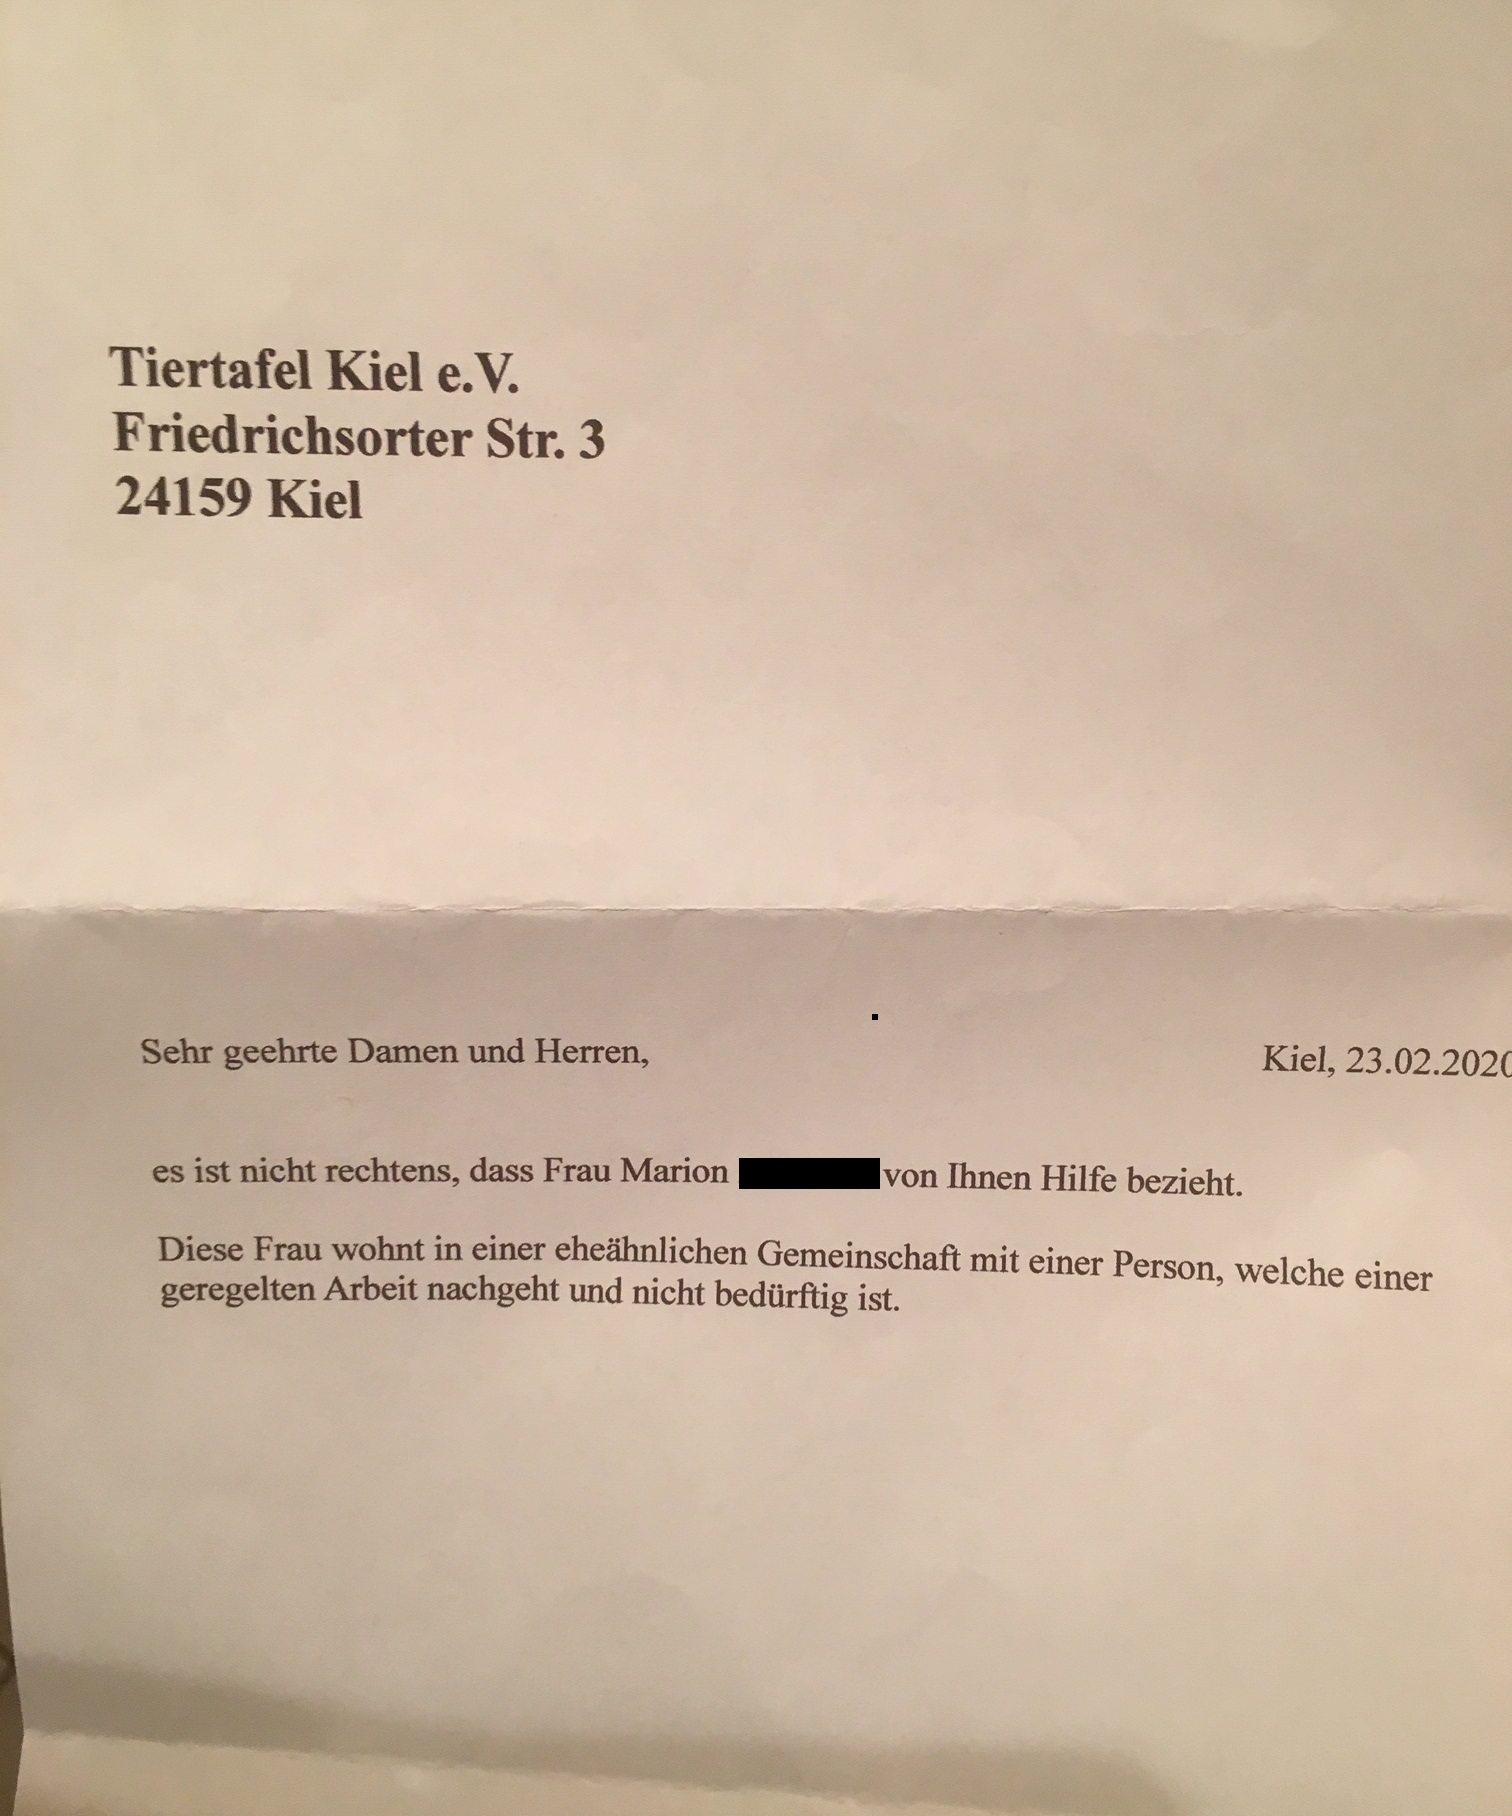 Tiertafel Kiel e.V.
Friedrichsorter Str. 3
24159 Kiel
Sehr geehrte Damen und Herren,
Kiel, 23.02.2020
es ist nicht rechtens, dass Frau Marion von Ihnen Hilfe bezieht.
Diese Frau wohnt in einer eheähnlichen Gemeinschaft mit einer Person, welche einer
geregelten Arbeit nachgeht und nicht bedürftig ist.